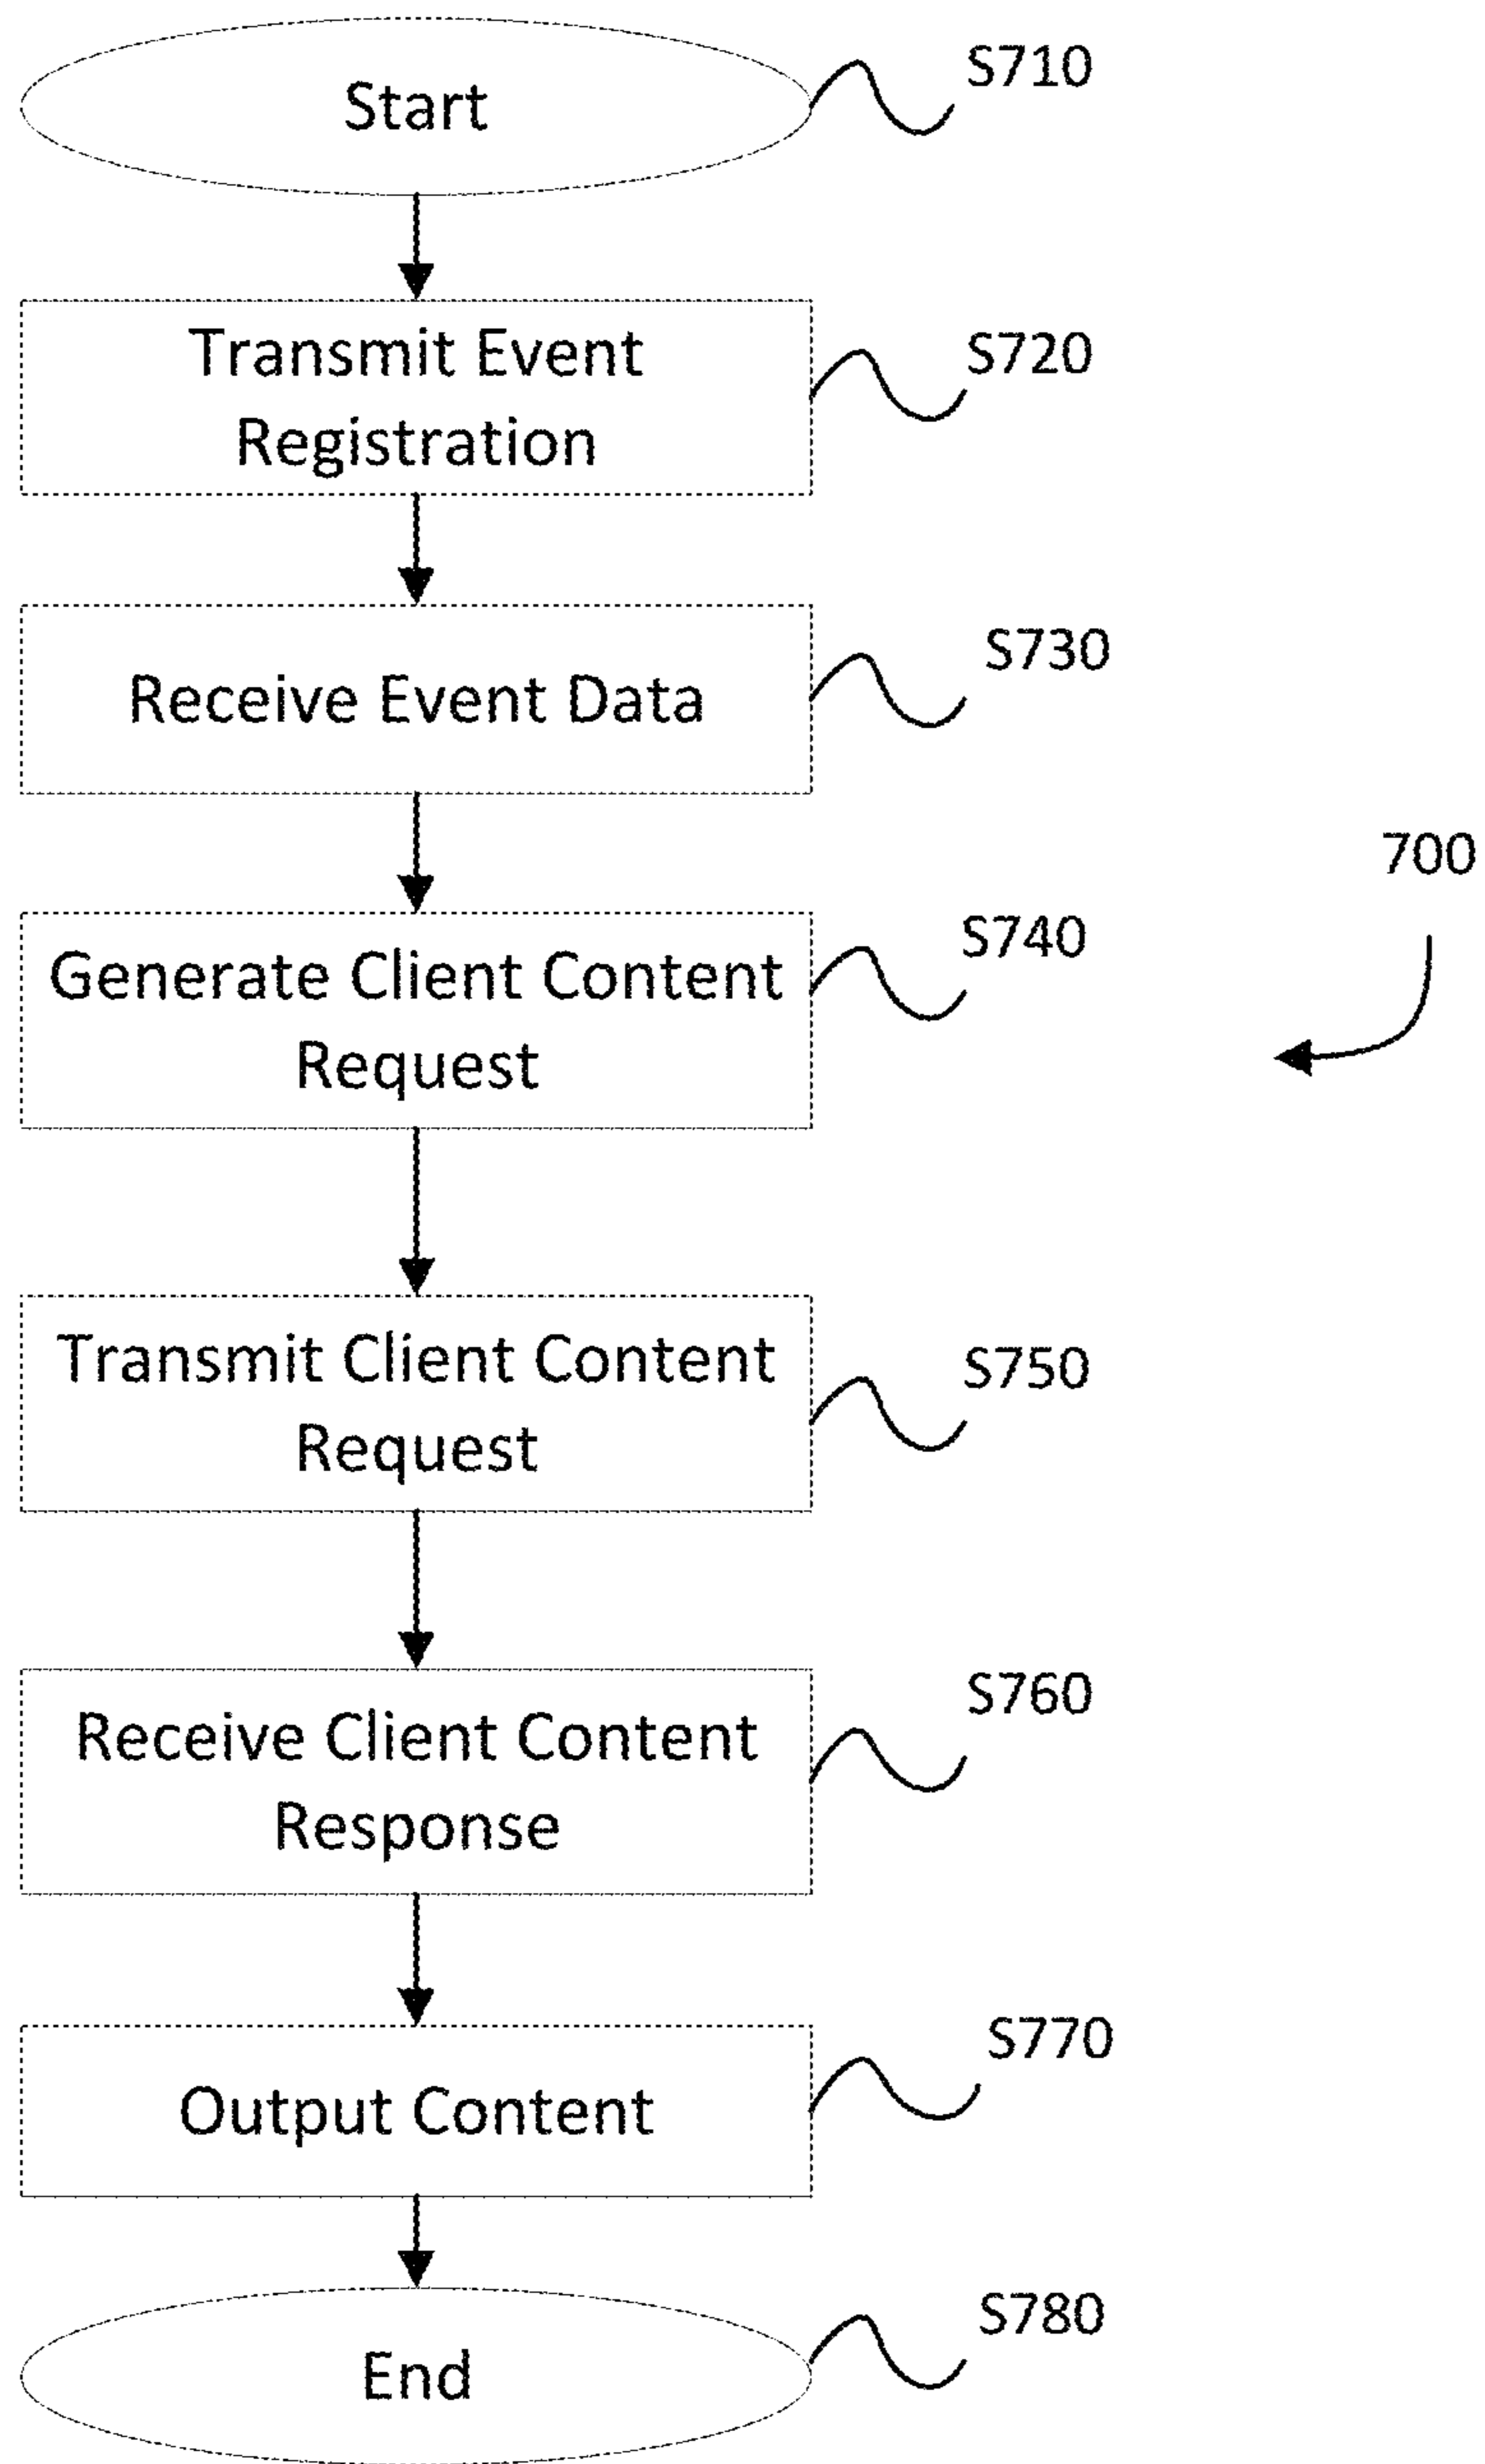 Start
S710
Transmit Event
Registration
S720
Receive Event Data
S730
700
Generate Client Content
Request
S740
Transmit Client Content
Request
S750
Receive Client Content
Response
S760
Output Content
S770
End
S780